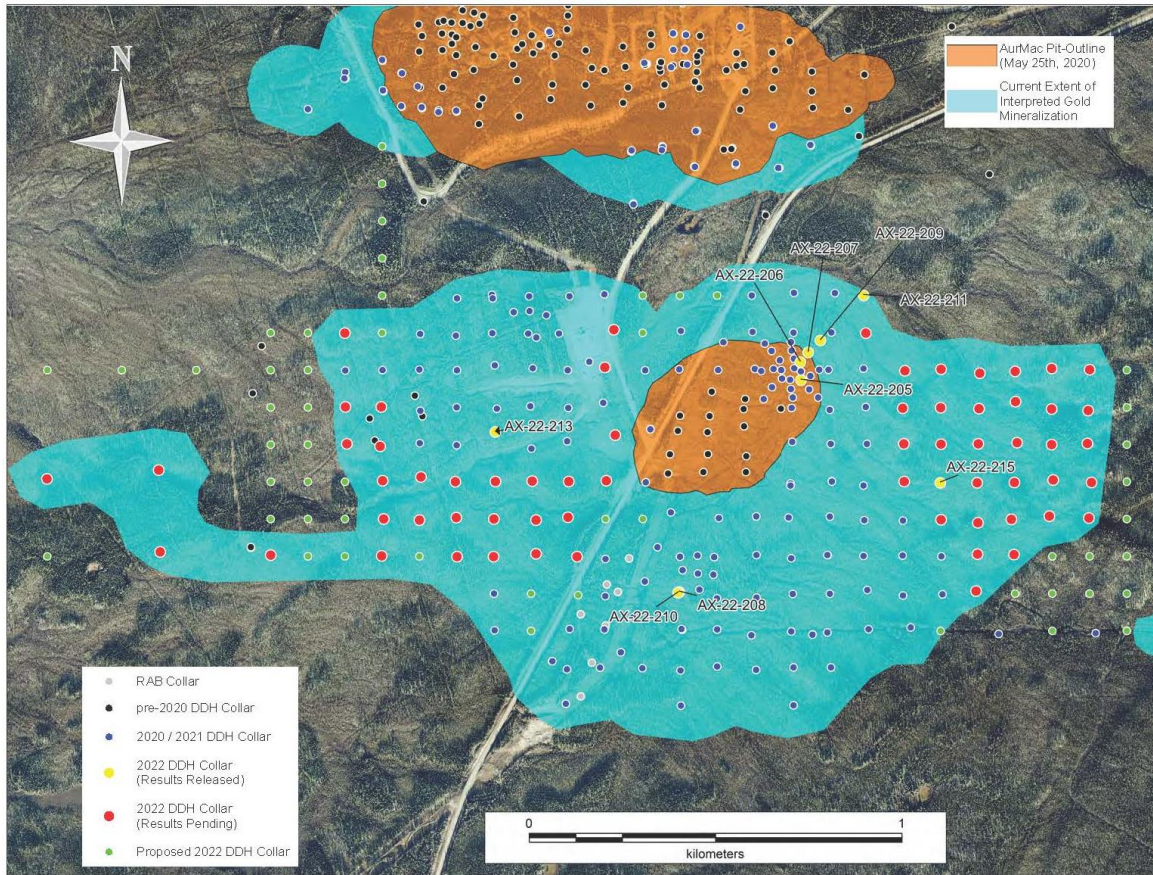 N
AurMac Pit-Outline
(May 25th, 2020)
Current Extent of
Interpreted Gold
Mineralization
AX-22-209
AX-22-207
AX-22-206
AX-22-211
AX-22-205
AX-22-213
AX-22-215
AX-22-208
AX-22-210
RAB Collar
pre-2020 DDH Collar
2020 / 2021 DDH Collar
2022 DDH Collar
(Results Released)
2022 DDH Collar
(Results Pending)
Proposed 2022 DDH Collar
0 1
kilometers